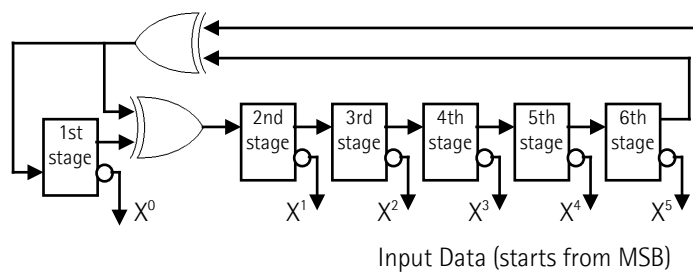 1st
stage
2nd
stage
3rd
stage
4th
stage
5th
stage
6th
stage
X⁰
X¹
X²
X³
X⁴
X⁵
Input Data (starts from MSB)